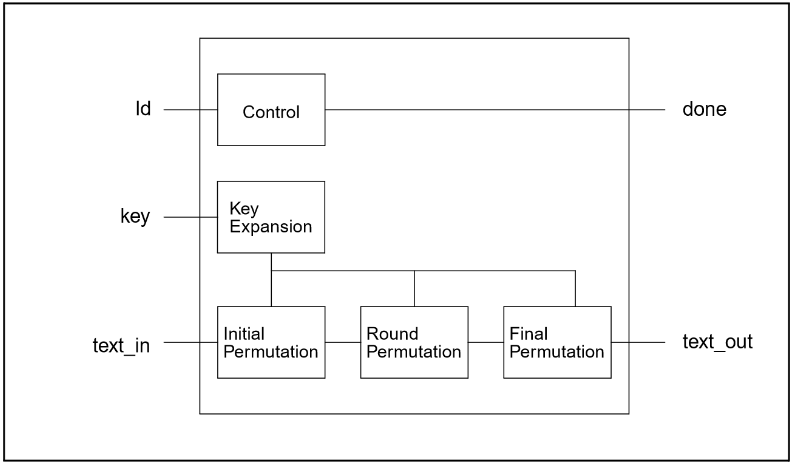 ld
Control
done
key
Key
Expansion
text_in
Initial
Permutation
Round
Permutation
Final
Permutation
text_out